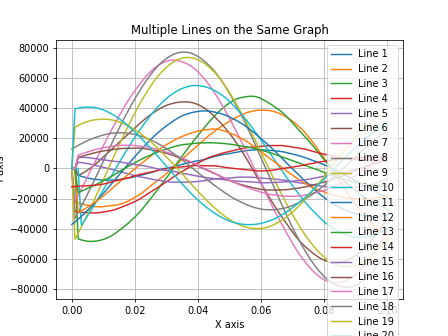 Multiple Lines on the Same Graph
80000
60000
40000
20000
0
−20000
−40000
−60000
−80000
0.00
0.02
0.04
0.06
X axis
axis
Line 1
Line 2
Line 3
Line 4
Line 5
Line 6
Line 7
Line 8
Line 9
Line 10
Line 11
Line 12
Line 13
Line 14
Line 15
Line 16
Line 17
Line 18
Line 19